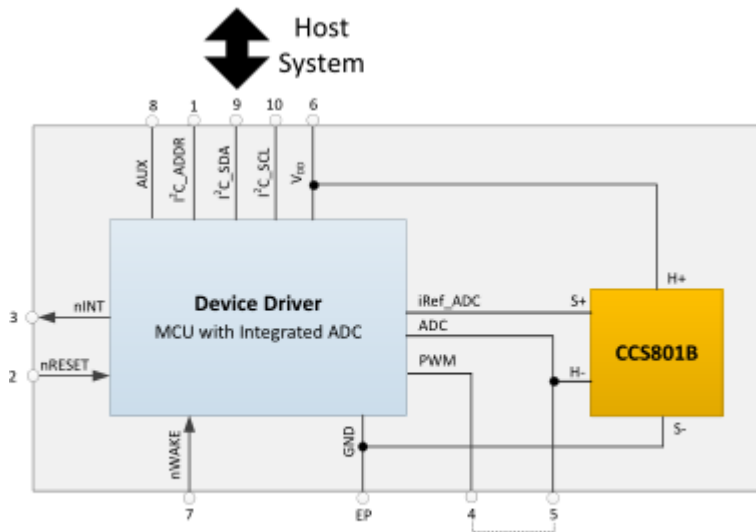 Host
System
8
1
9
10
6
AUX
I²C_ADDR
I²C_SDA
I²C_SCL
VDD
H+
Device Driver
MCU with Integrated ADC
iRef_ADC
S+
3
nINT
ADC
CCS801B
2
nRESET
PWM
H-
nWAKE
GND
S-
7
EP
4
5